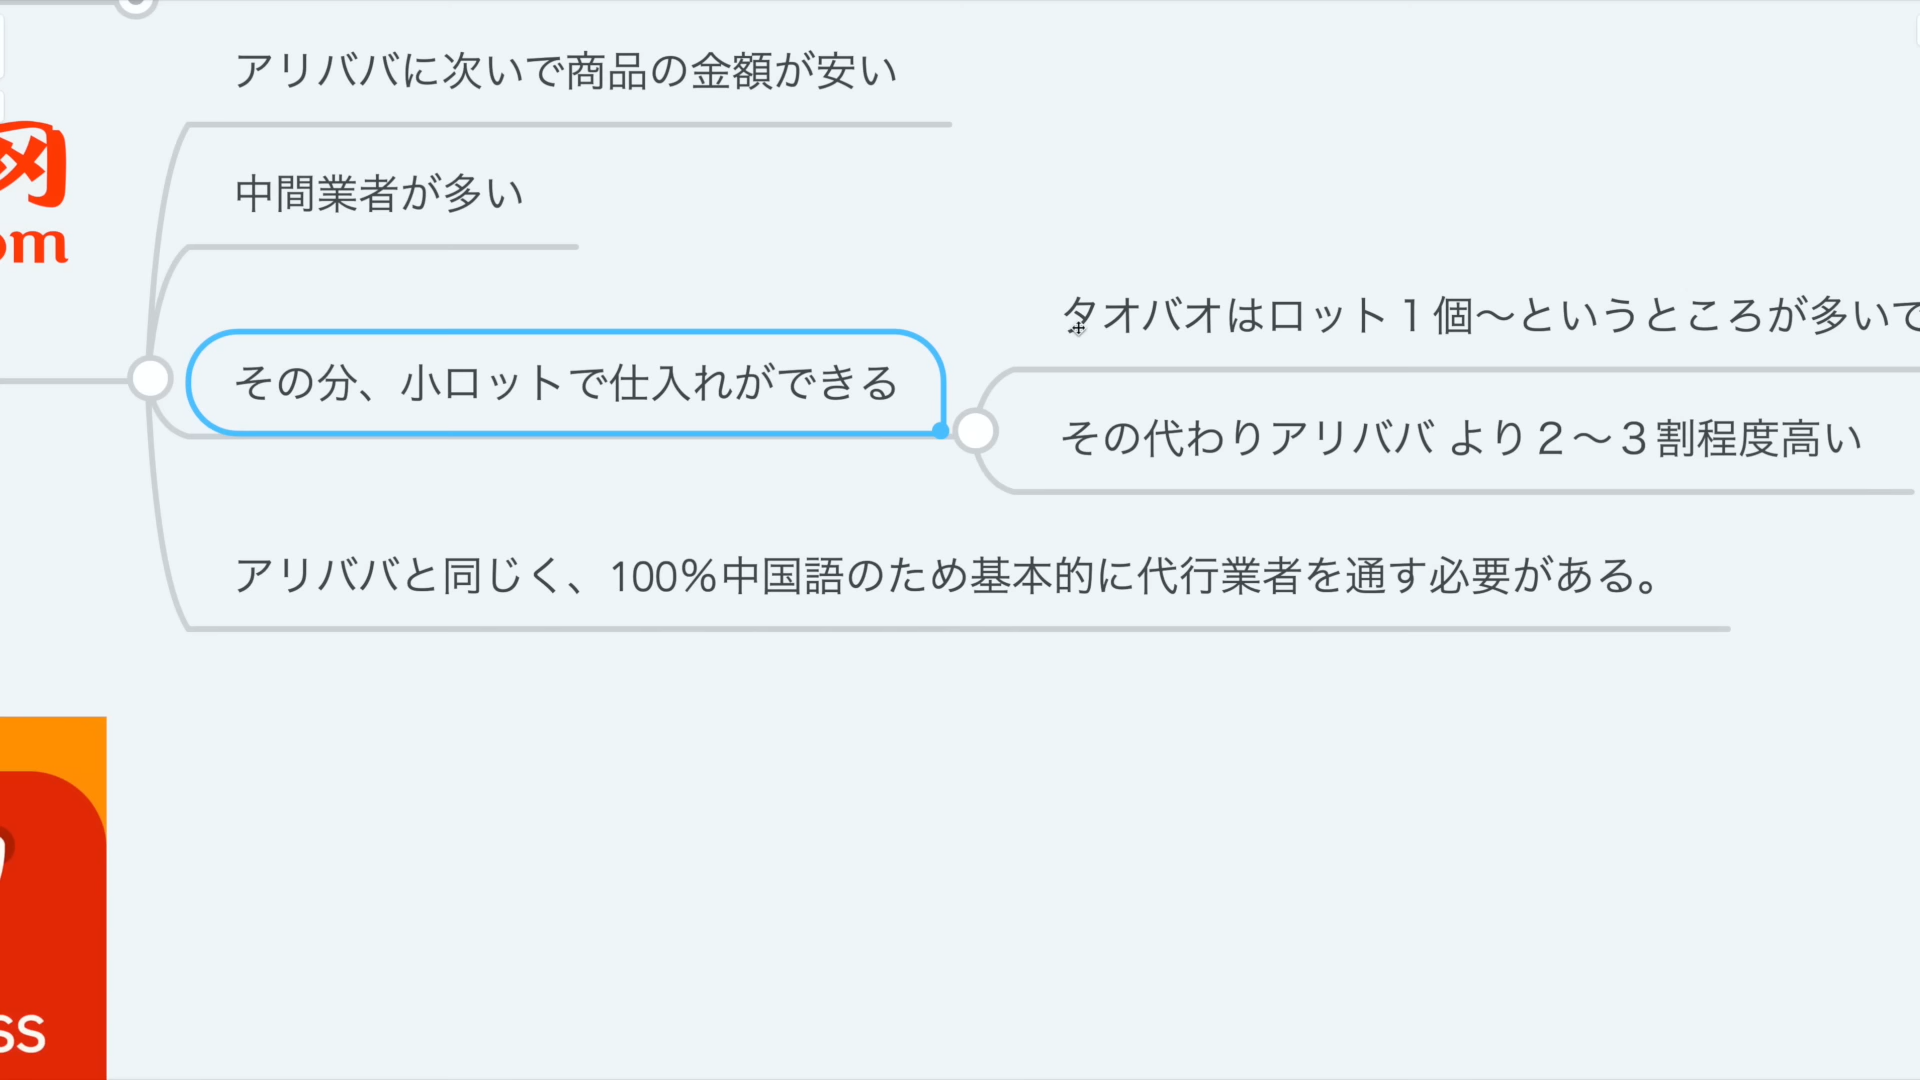 アリババに次いで商品の金額が安い
网
om
中間業者が多い
タオバオはロット１個〜というところが多いで
その分、小ロットで仕入れができる
その代わりアリババ より２〜３割程度高い
アリババと同じく、100%中国語のため基本的に代行業者を通す必要がある。
ss